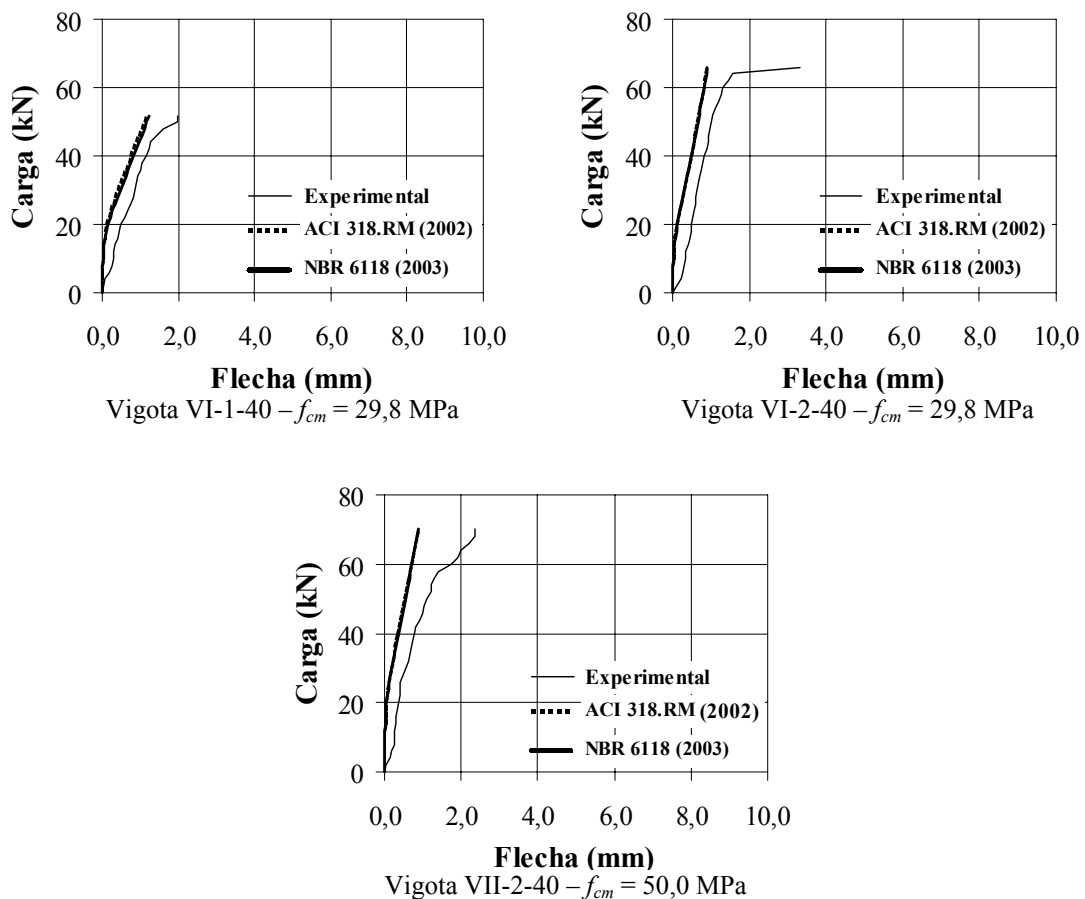 80
60
40
20
0
Carga (kN)
Experimental
ACI 318.RM (2002)
NBR 6118 (2003)
0,0 2,0 4,0 6,0 8,0 10,0
Flecha (mm)
Vigota VI-1-40 – fcm = 29,8 MPa
80
60
40
20
0
Carga (kN)
Experimental
ACI 318.RM (2002)
NBR 6118 (2003)
0,0 2,0 4,0 6,0 8,0 10,0
Flecha (mm)
Vigota VI-2-40 – fcm = 29,8 MPa
80
60
40
20
0
Carga (kN)
Experimental
ACI 318.RM (2002)
NBR 6118 (2003)
0,0 2,0 4,0 6,0 8,0 10,0
Flecha (mm)
Vigota VII-2-40 – fcm = 50,0 MPa